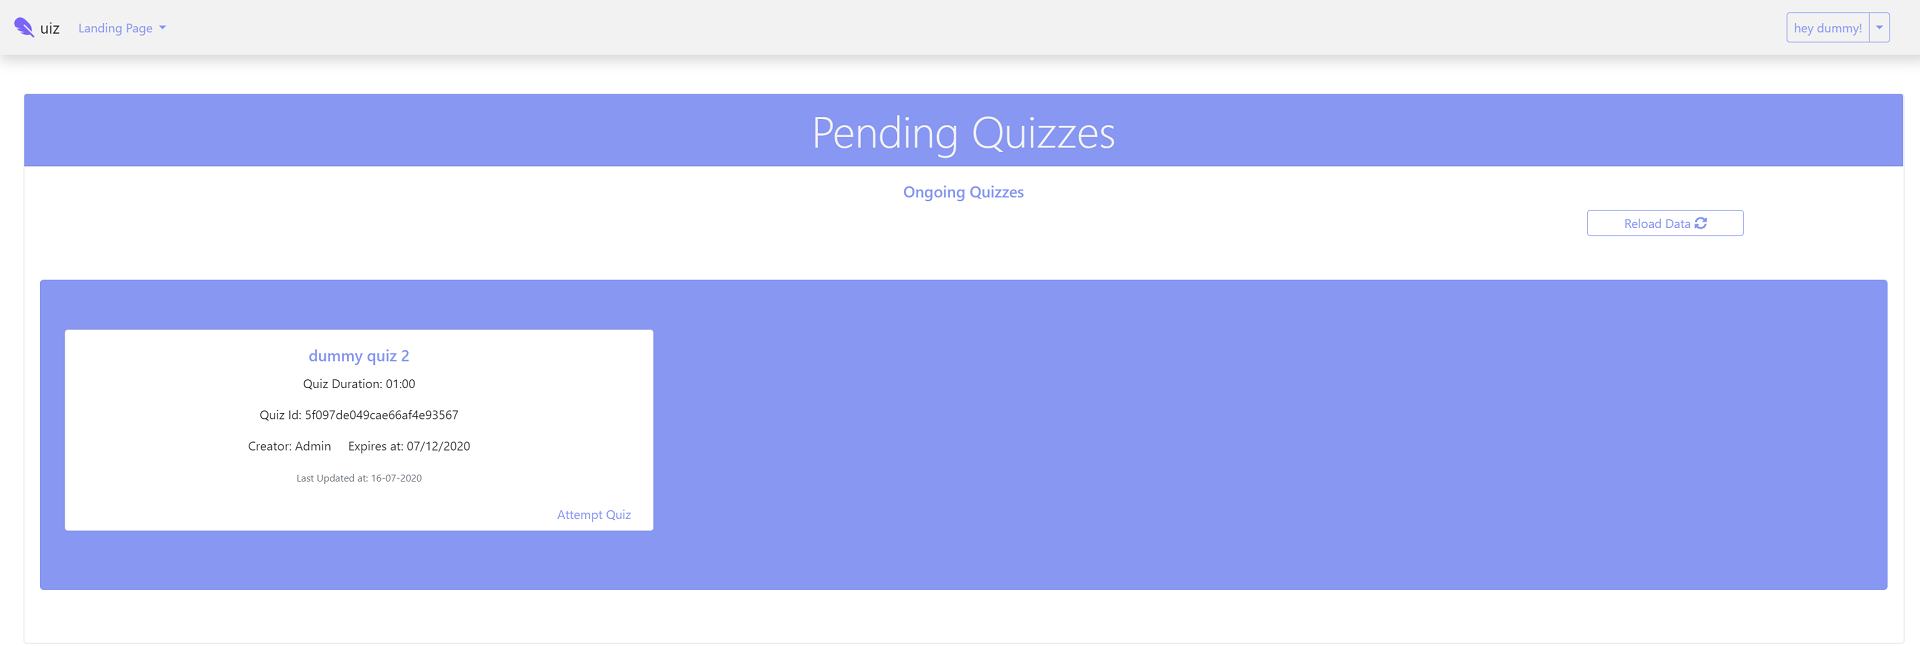 uiz Landing Page hey dummy!
Pending Quizzes
Ongoing Quizzes
Reload Data
dummy quiz 2
Quiz Duration: 01:00
Quiz Id: 5f097de049cae66af4e93567
Creator: Admin Expires at: 07/12/2020
Last Updated at: 16-07-2020
Attempt Quiz